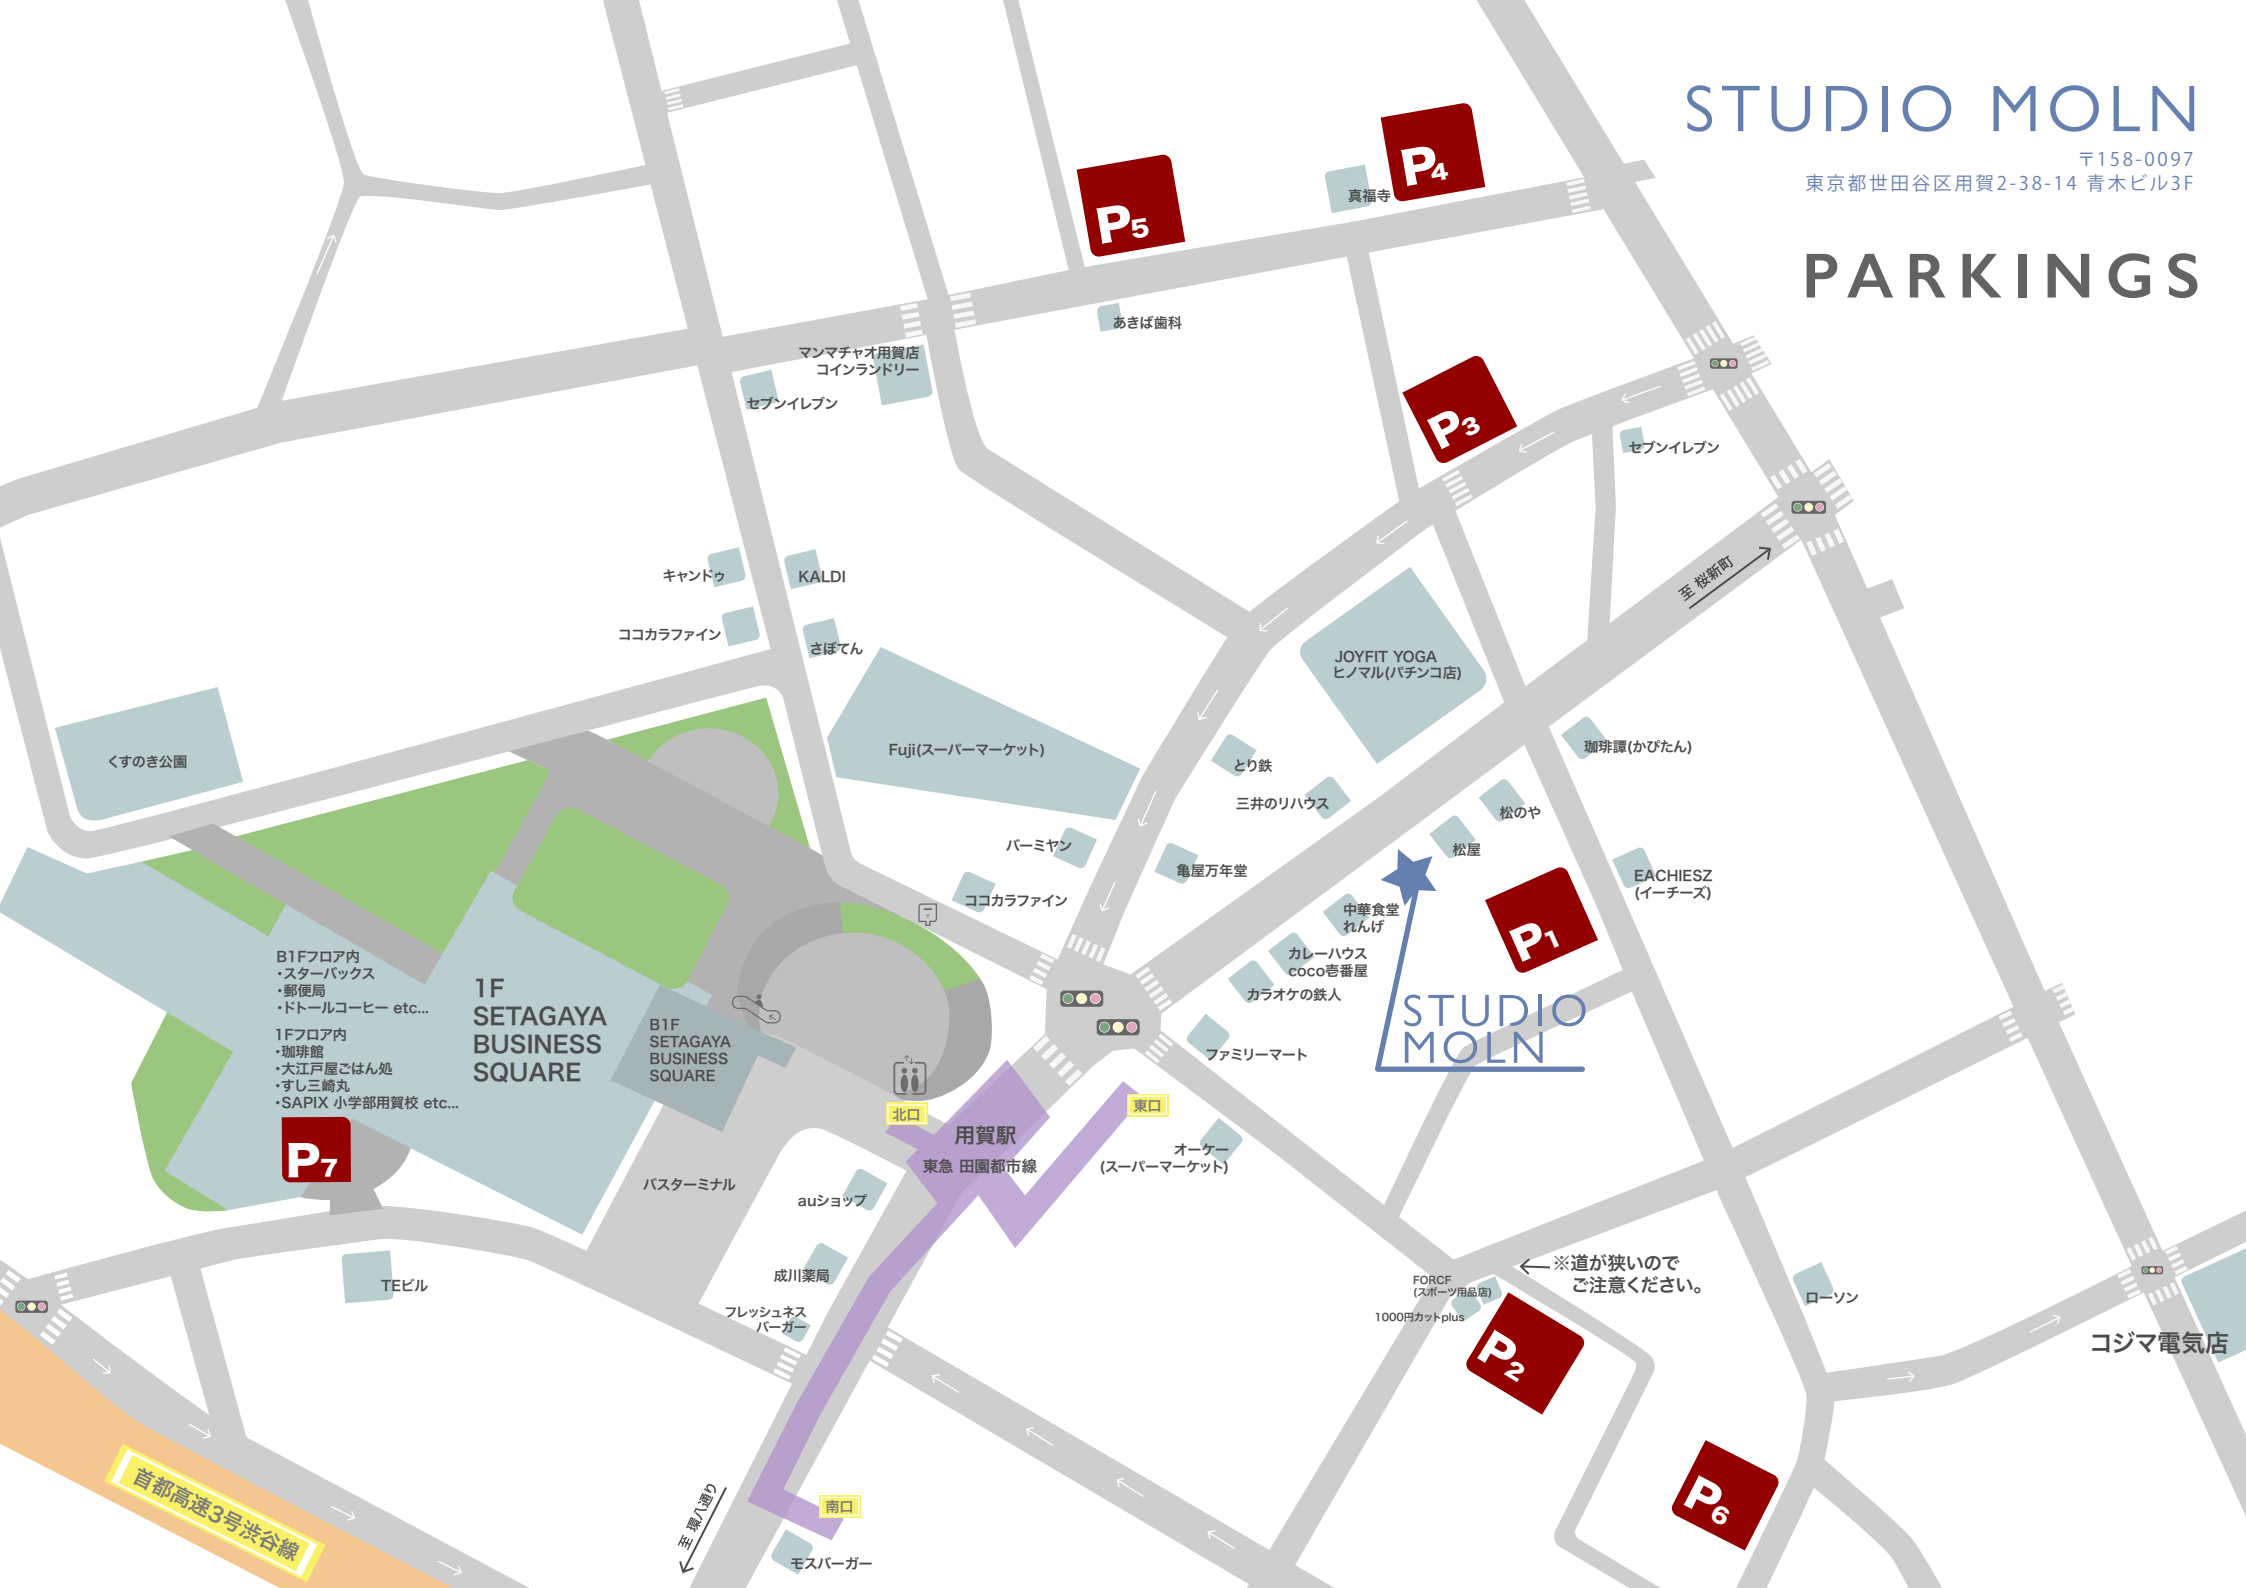 STUDIO MOLN
〒158-0097
東京都世田谷区用賀2-38-14 青木ビル3F
PARKINGS
P4
真福寺
P5
あきば歯科
マンマチャオ用賀店
コインランドリー
セブンイレブン
P3
セブンイレブン
至 桜新町
キャンドゥ
KALDI
ココカラファイン
さぼてん
JOYFIT YOGA
ヒノマル(パチンコ店)
Fuji(スーパーマーケット)
くすのき公園
とり鉄
珈琲譚(かぴたん)
三井のリハウス
松のや
バーミヤン
松屋
亀屋万年堂
EACHIESZ
(イーチーズ)
ココカラファイン
中華食堂
れんげ
P1
カレーハウス
coco壱番屋
カラオケの鉄人
STUDIO
MOLN
ファミリーマート
B1Fフロア内
・スターバックス
・郵便局
・ドトールコーヒー etc...
1Fフロア内
・珈琲館
・大江戸屋ごはん処
・すし三崎丸
・SAPIX 小学部用賀校 etc...
1F
SETAGAYA
BUSINESS
SQUARE
B1F
SETAGAYA
BUSINESS
SQUARE
P7
北口
東口
用賀駅
東急 田園都市線
オーケー
(スーパーマーケット)
バスターミナル
auショップ
成川薬局
フレッシュネス
バーガー
TEビル
※道が狭いので
ご注意ください。
FORCF
(スポーツ用品店)
1000円カットplus
P2
ローソン
コジマ電気店
P6
首都高速3号渋谷線
至 環八通り
南口
モスバーガー